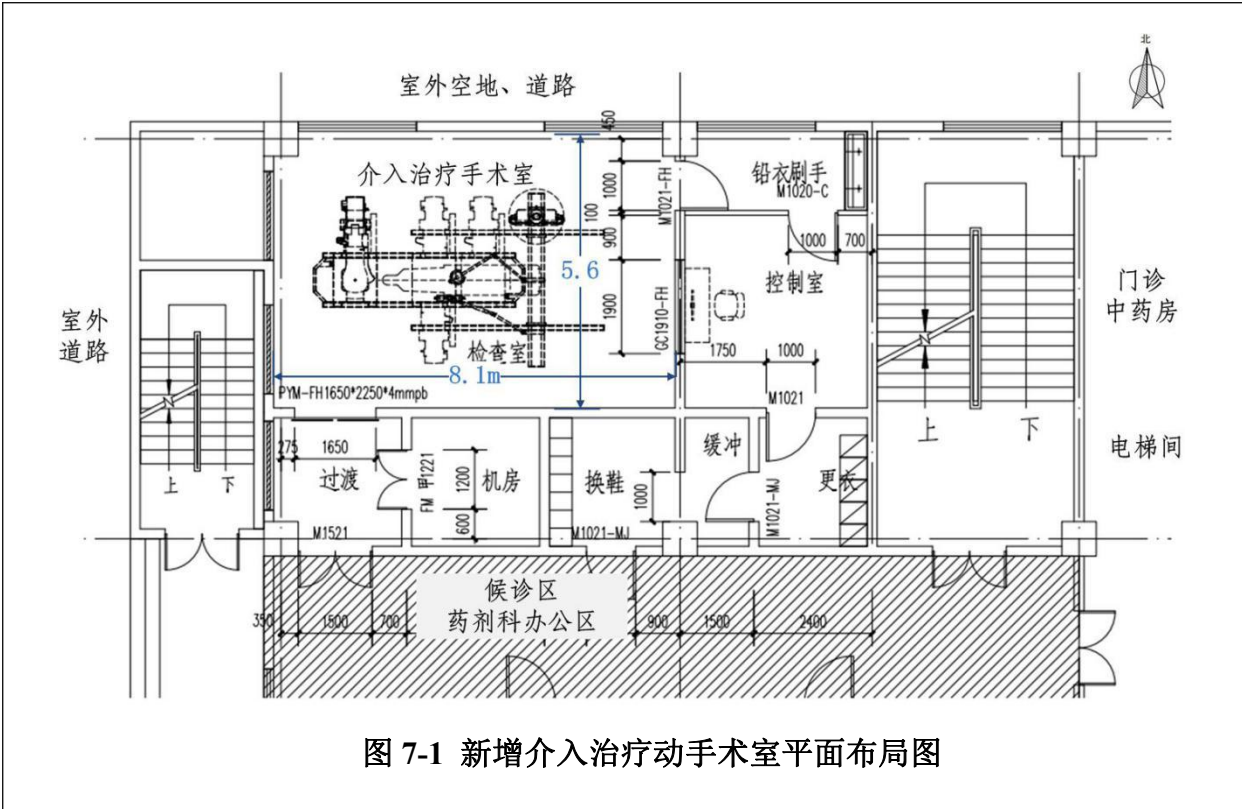 北
室外空地、道路
450
介入治疗手术室
铅衣刷手
M1020-C
1000
M1021-FH
100
900
1000
700
5.6
控制室
门诊
中药房
室外
道路
1900
GC1910-FH
检查室
1750
1000
8.1m
PYM-FH1650*2250*4mmpb
M1021
上
下
275
1650
缓冲
电梯间
过渡
FM 甲1221
1200
机房
换鞋
1000
更衣
M1021-MJ
上
下
600
M1521
M1021-MJ
候诊区
药剂科办公区
350
1500
700
900
1500
2400
图 7-1 新增介入治疗动手术室平面布局图